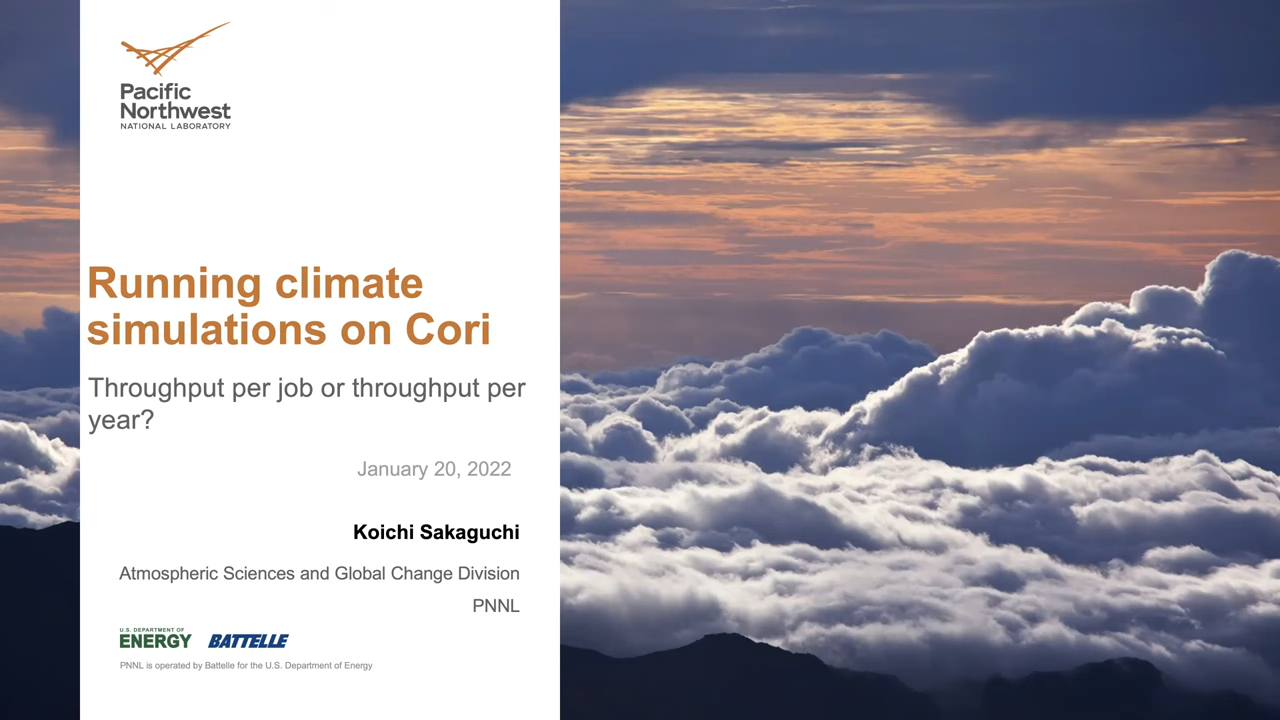 Pacific
Northwest
NATIONAL LABORATORY
Running climate
simulations on Cori
Throughput per job or throughput per
year?
January 20, 2022
Koichi Sakaguchi
Atmospheric Sciences and Global Change Division
PNNL
U.S. DEPARTMENT OF
ENERGY
BATTELLE
PNNL is operated by Battelle for the U.S. Department of Energy